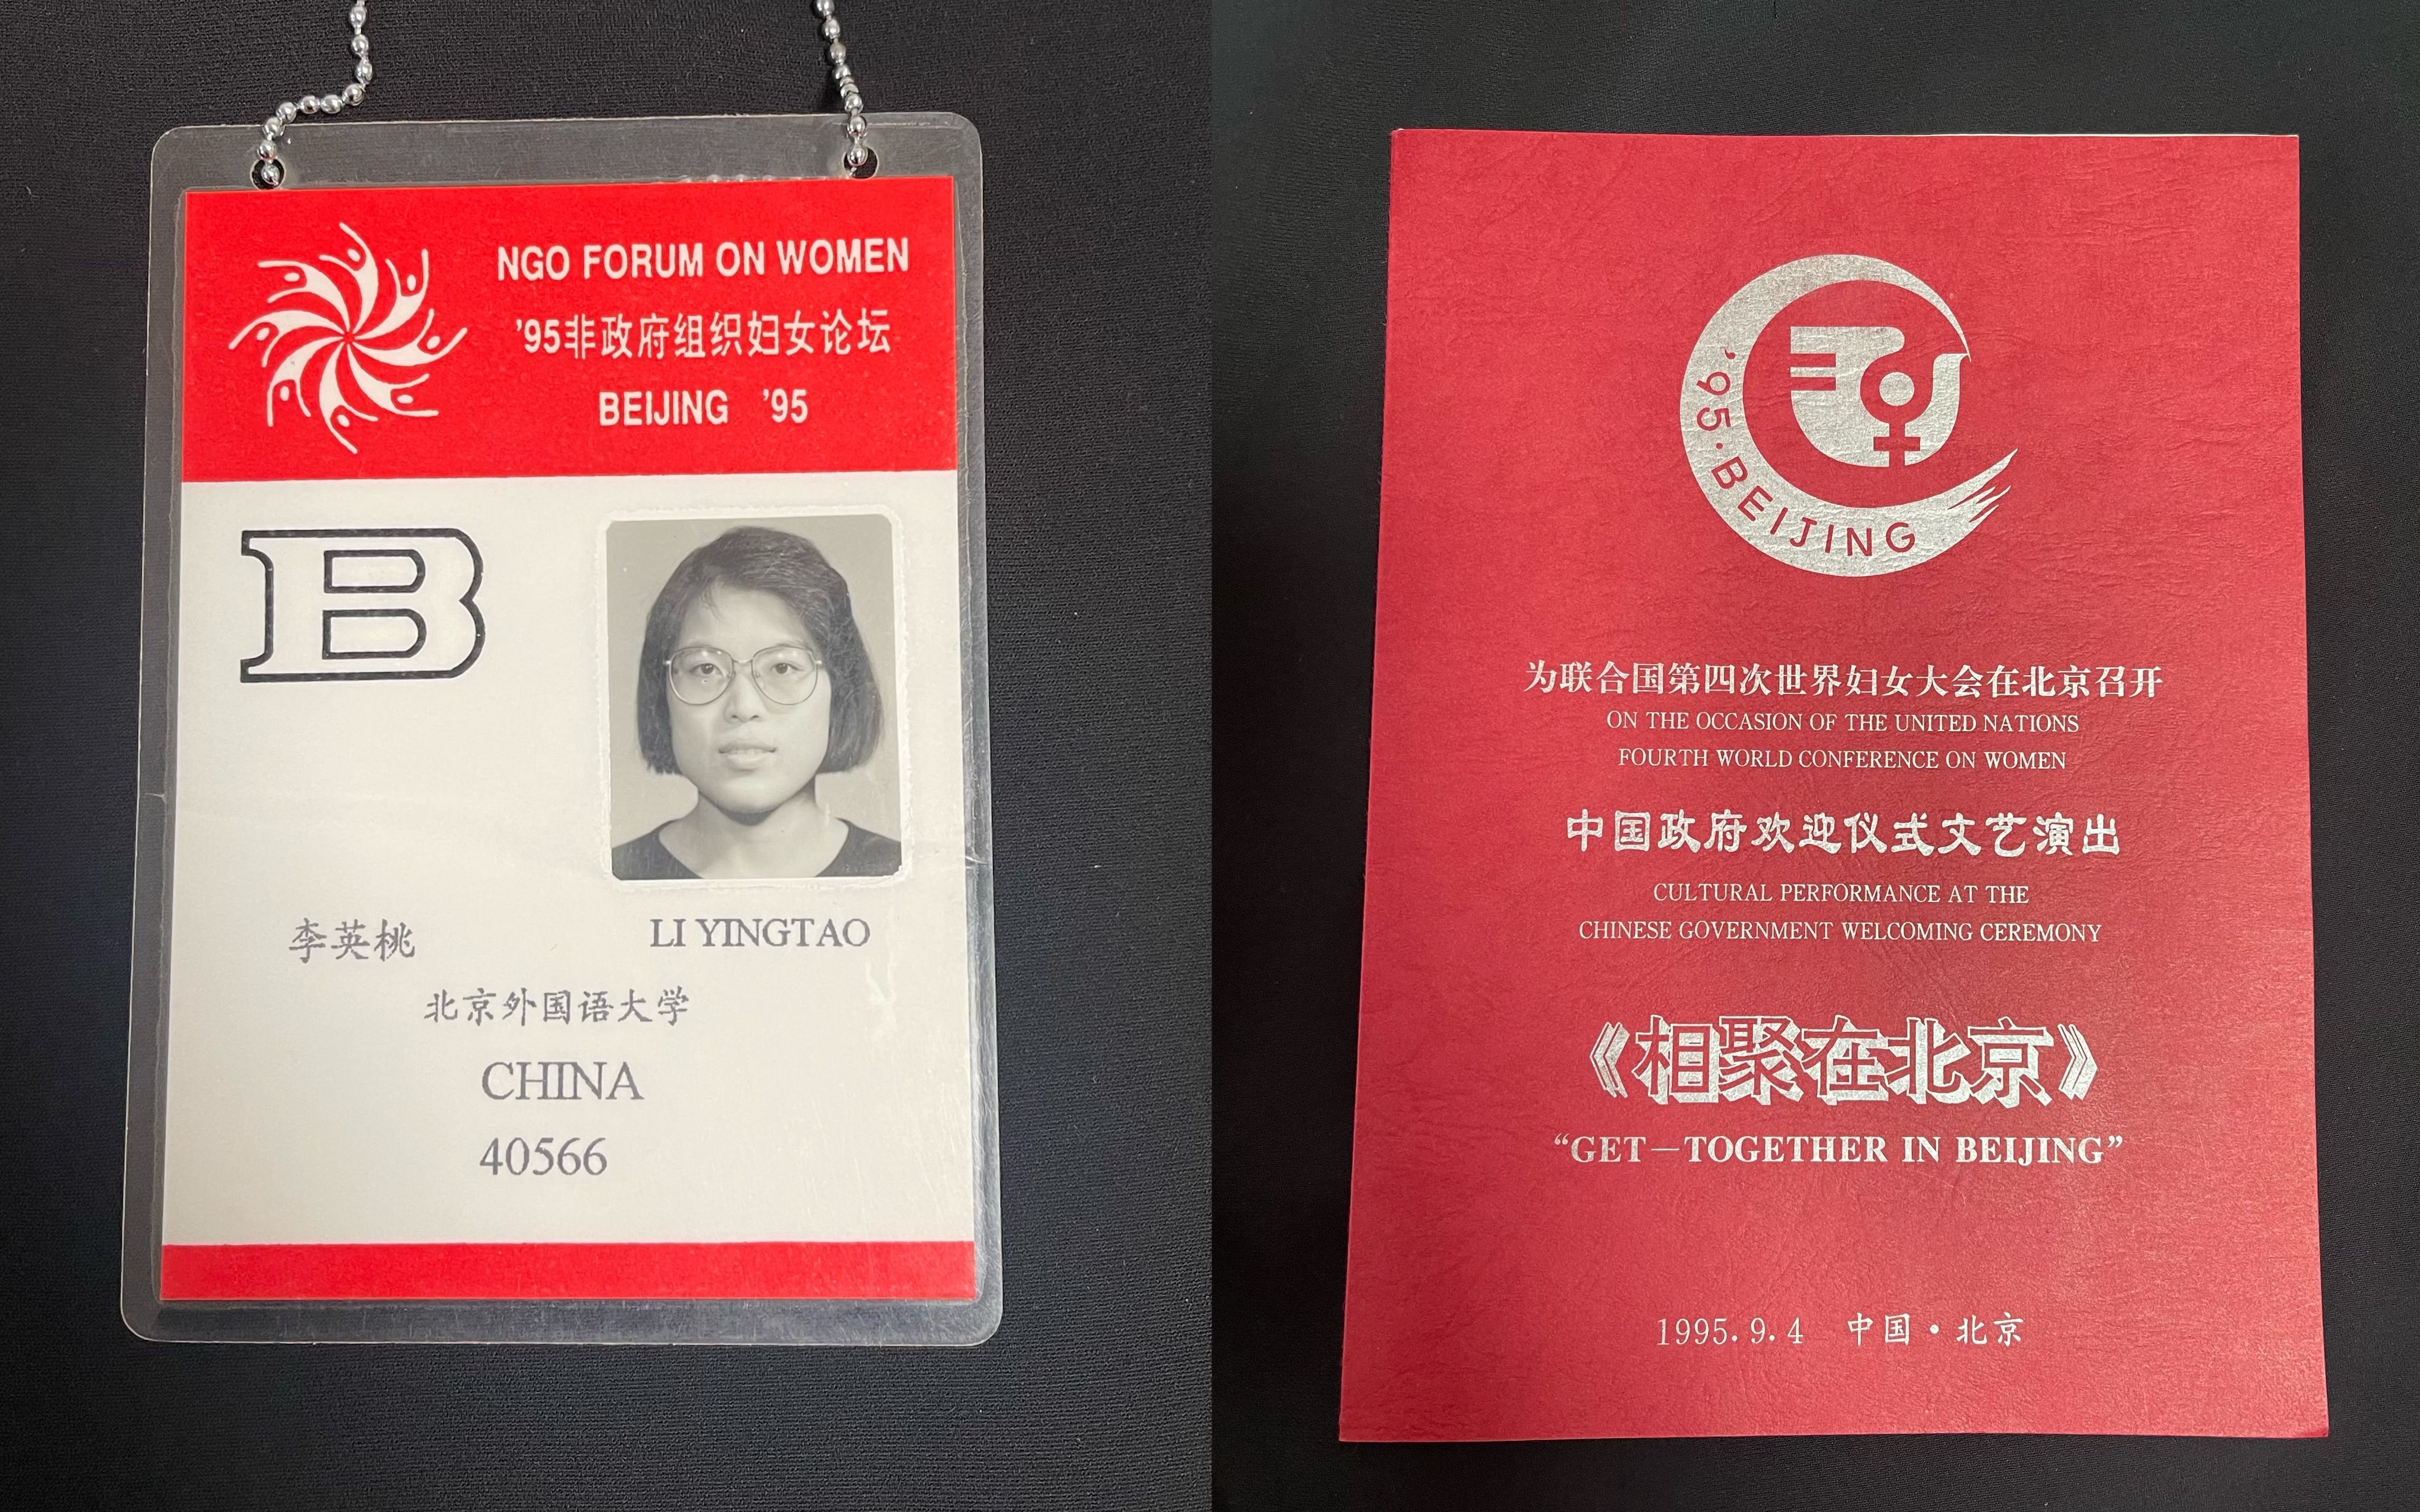 NGO FORUM ON WOMEN
'95非政府组织妇女论坛
BEIJING '95
B
李英桃 LI YINGTAO
北京外国语大学
CHINA
40566
'95·BEIJING
为联合国第四次世界妇女大会在北京召开
ON THE OCCASION OF THE UNITED NATIONS
FOURTH WORLD CONFERENCE ON WOMEN
中国政府欢迎仪式文艺演出
CULTURAL PERFORMANCE AT THE
CHINESE GOVERNMENT WELCOMING CEREMONY
《相聚在北京》
“GET—TOGETHER IN BEIJING”
1995.9.4 中国·北京